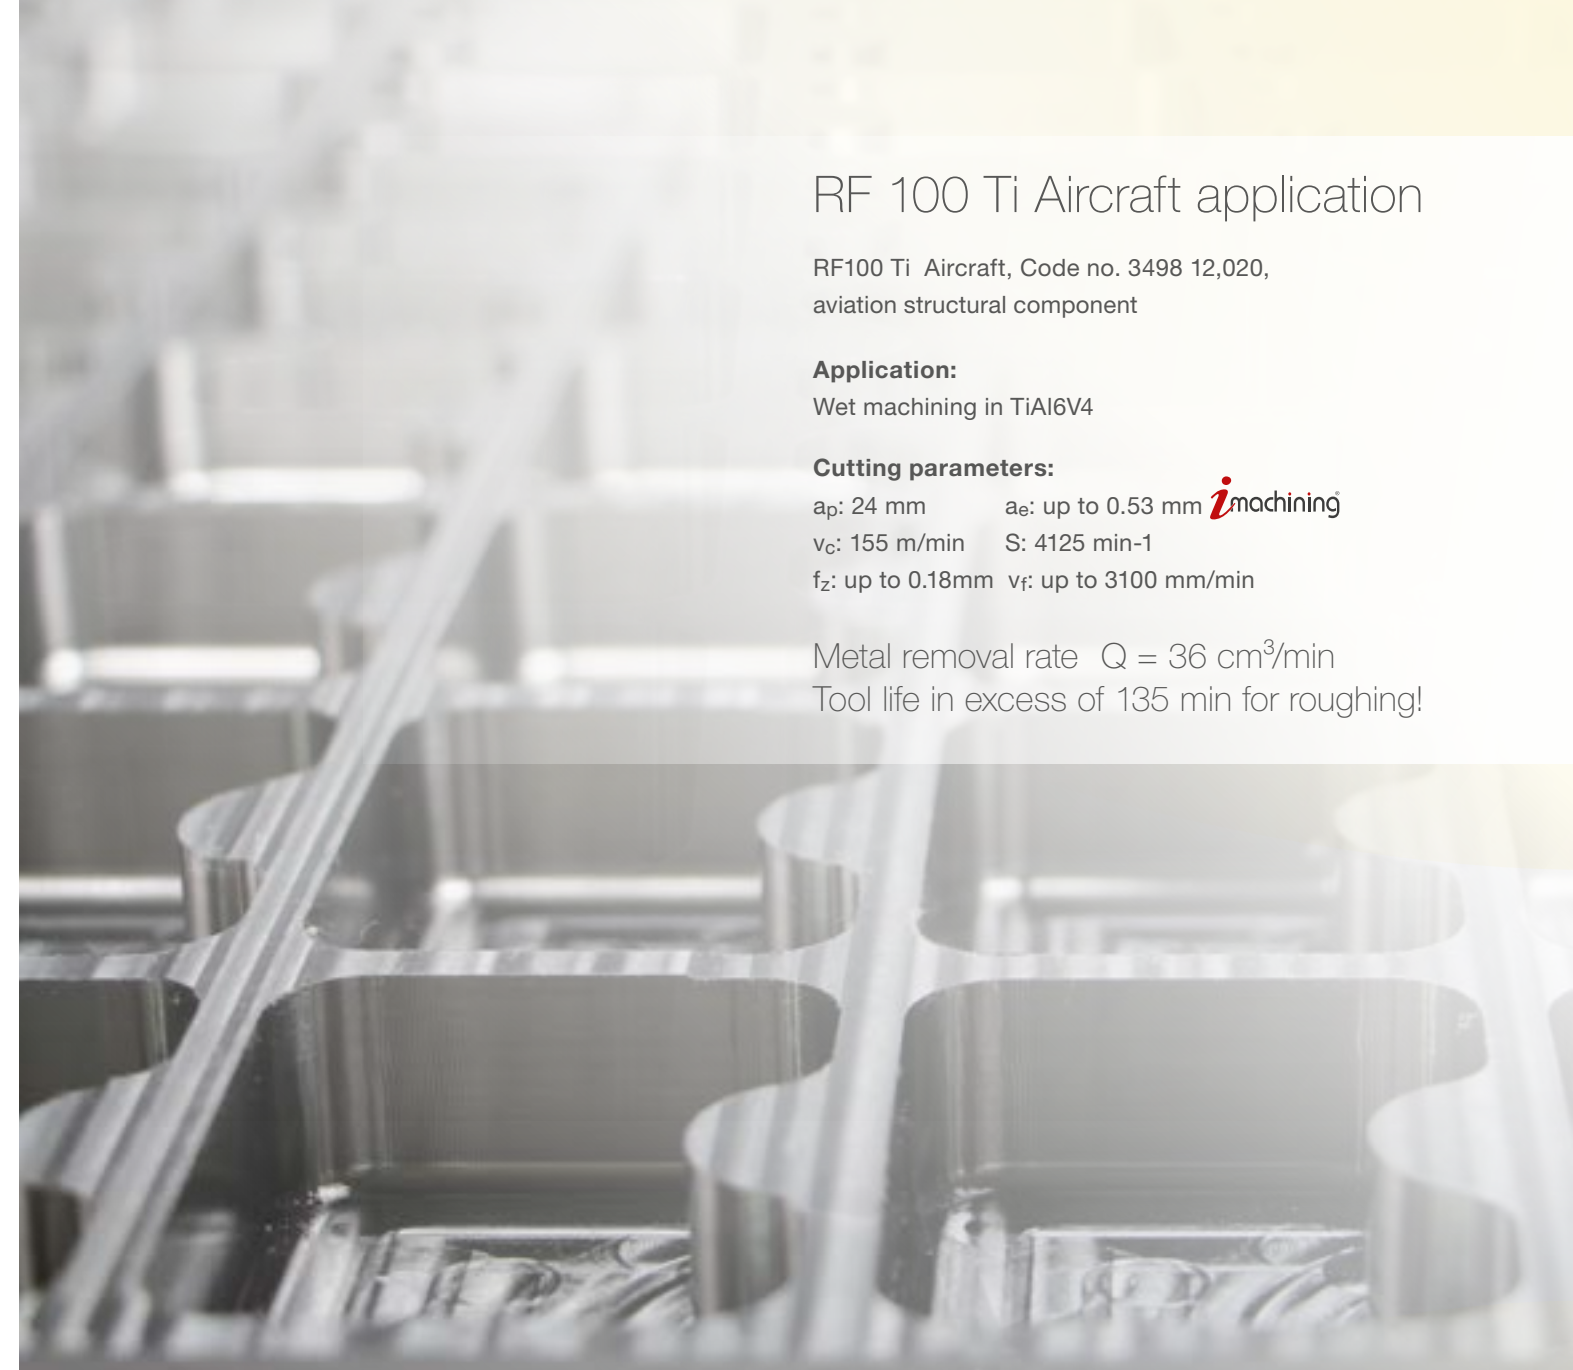 RF 100 Ti Aircraft application
RF100 Ti Aircraft, Code no. 3498 12,020,
aviation structural component
Application:
Wet machining in TiAl6V4
Cutting parameters:
ap: 24 mm ae: up to 0.53 mm imachining®
vc: 155 m/min S: 4125 min-1
fz: up to 0.18mm vf: up to 3100 mm/min
Metal removal rate Q = 36 cm³/min
Tool life in excess of 135 min for roughing!